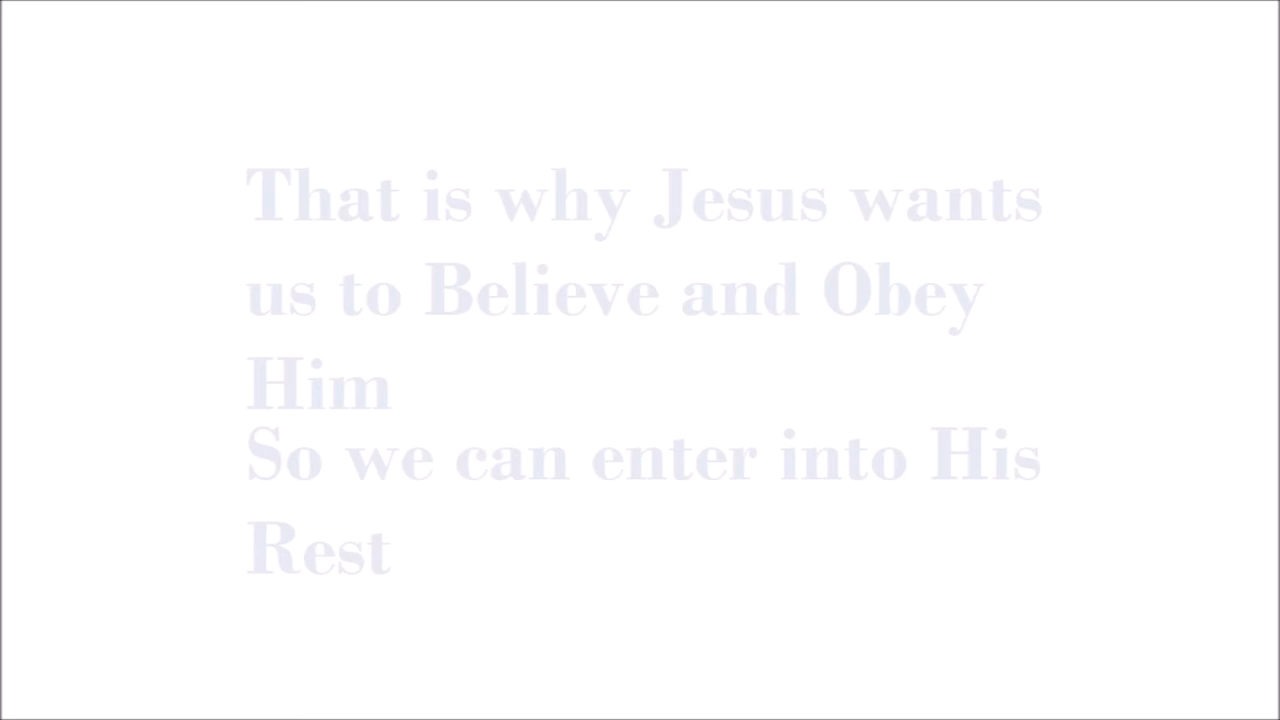 That is why Jesus wants
us to Believe and Obey
Him
So we can enter into His
Rest